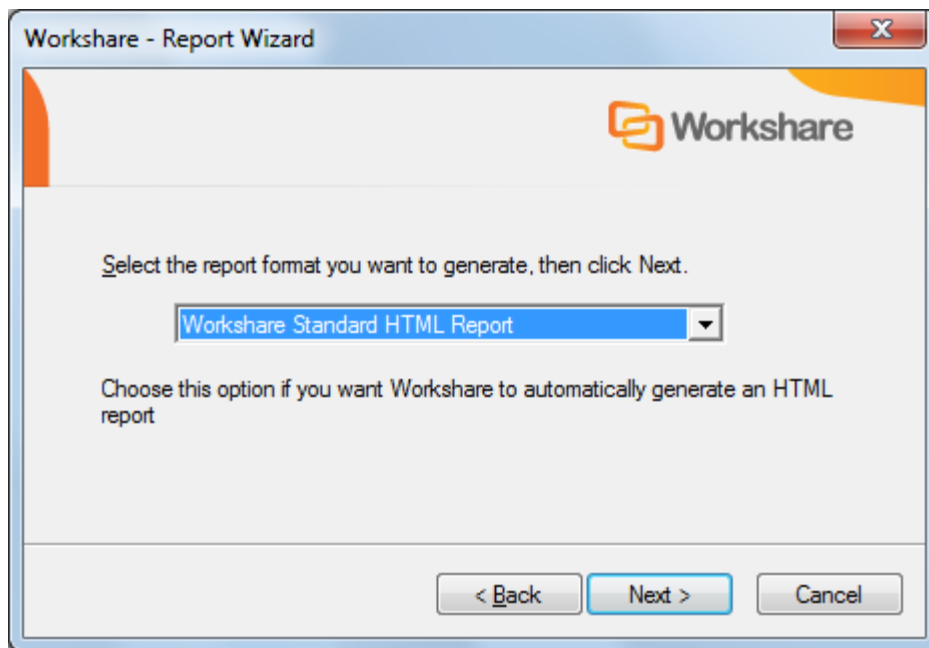 Workshare - Report Wizard
Workshare
Select the report format you want to generate, then click Next.
Workshare Standard HTML Report
Choose this option if you want Workshare to automatically generate an HTML
report
< Back Next > Cancel